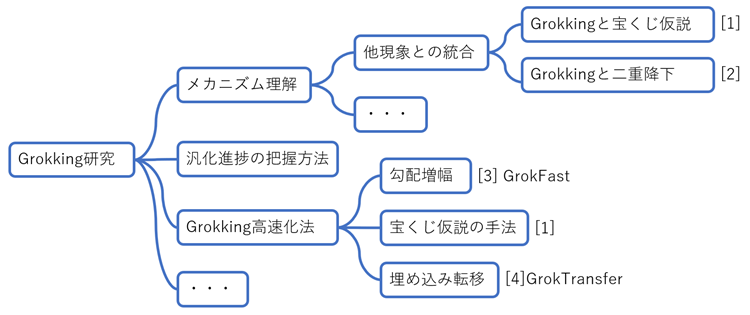 Grokking研究
メカニズム理解
他現象との統合
Grokkingと宝くじ仮説 [1]
Grokkingと二重降下 [2]
・・・
汎化進捗の把握方法
Grokking高速化法
勾配増幅 [3] GrokFast
宝くじ仮説の手法 [1]
埋め込み転移 [4]GrokTransfer
・・・